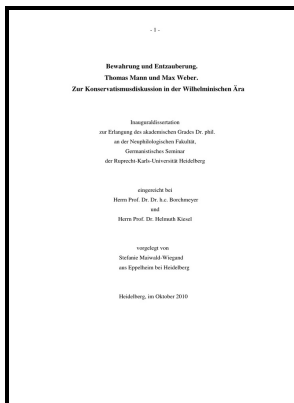 - 1 -
Bewahrung und Entzauberung.
Thomas Mann und Max Weber.
Zur Konservatismusdiskussion in der Wilhelminischen Ära
Inauguraldissertation
zur Erlangung des akademischen Grades Dr. phil.
an der Neuphilologischen Fakultät,
Germanistisches Seminar
der Ruprecht-Karls-Universität Heidelberg
eingereicht bei
Herrn Prof. Dr. Dr. h.c. Borchmeyer
und
Herrn Prof. Dr. Helmuth Kiesel
vorgelegt von
Stefanie Maiwald-Wiegand
aus Eppelheim bei Heidelberg
Heidelberg, im Oktober 2010